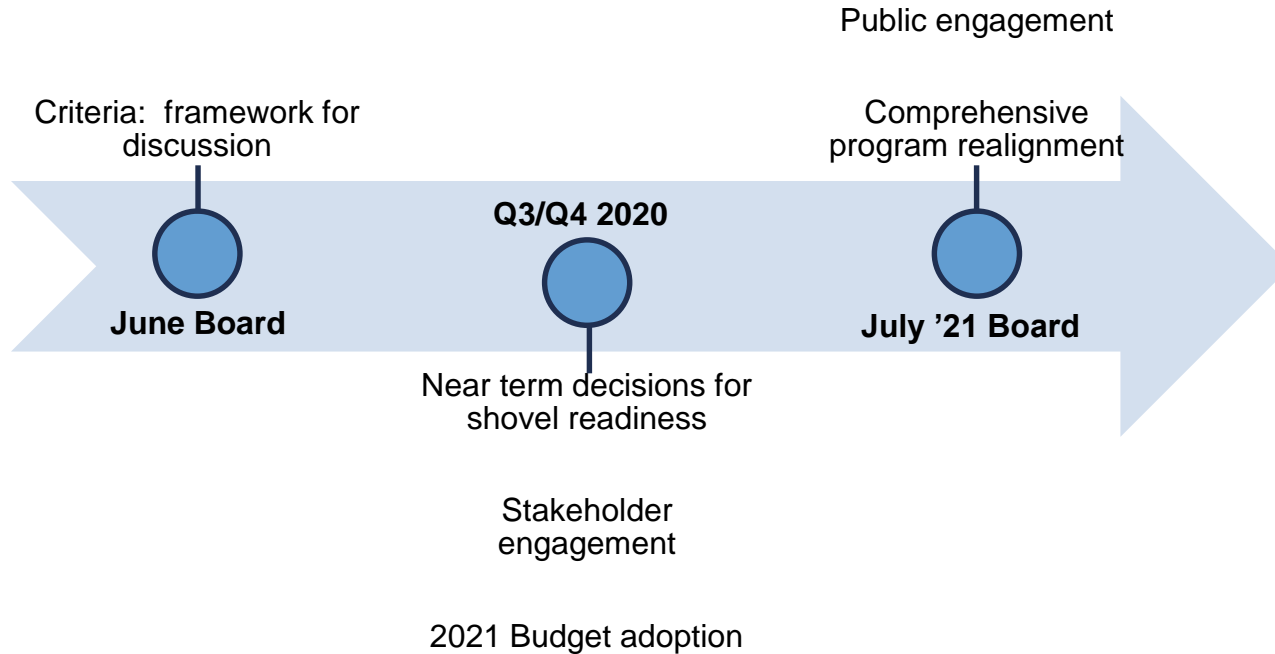 Public engagement
Criteria: framework for
discussion
Comprehensive
program realignment
Q3/Q4 2020
June Board
July ’21 Board
Near term decisions for
shovel readiness
Stakeholder
engagement
2021 Budget adoption